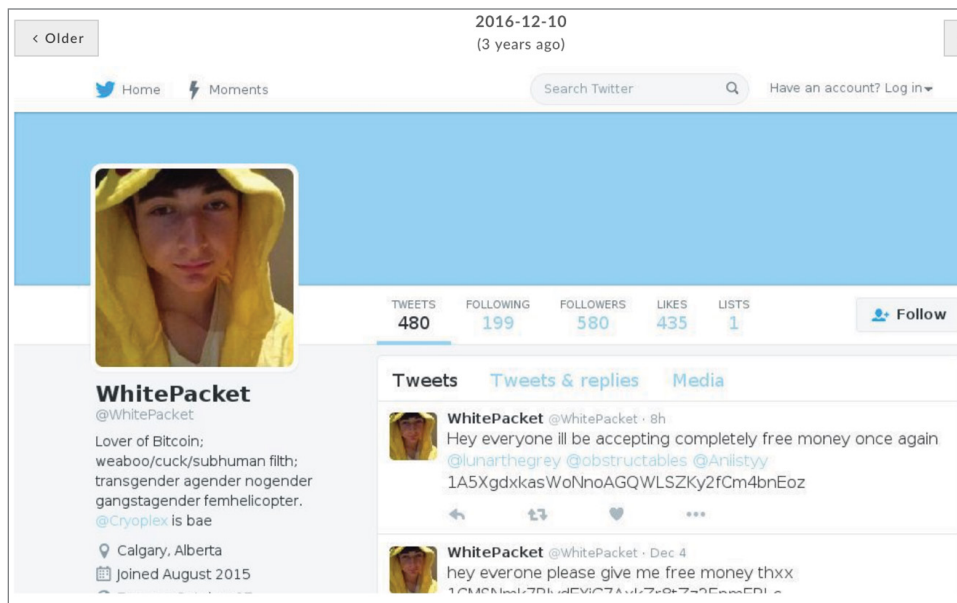 < Older
2016-12-10
(3 years ago)
Home
Moments
Search Twitter
Have an account? Log in
TWEETS FOLLOWING FOLLOWERS LIKES LISTS
480 199 580 435 1
Follow
WhitePacket
@WhitePacket
Lover of Bitcoin;
weaboo/cuck/subhuman filth;
transgender agender nogender
gangstagender femhelicopter.
@Cryoplex is bae
Calgary, Alberta
Joined August 2015
Tweets Tweets & replies Media
WhitePacket @WhitePacket · 8h
Hey everyone ill be accepting completely free money once again
@lunarthegrey @obstructables @Aniistyy
1A5XgdxkasWoNnoAGQWLSZKy2fCm4bnEoz
WhitePacket @WhitePacket · Dec 4
hey everone please give me free money thxx